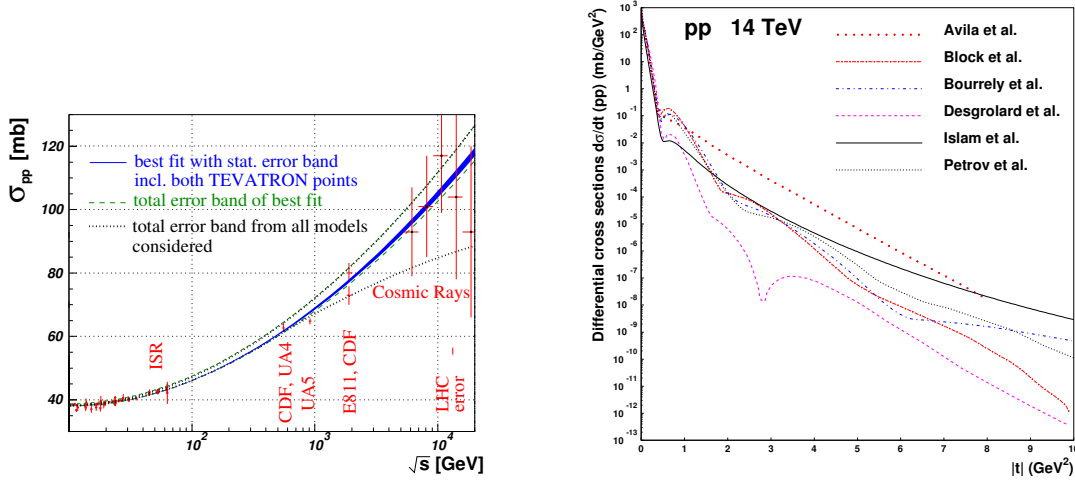 σpp [mb]
120
100
80
60
40
best fit with stat. error band
incl. both TEVATRON points
total error band of best fit
total error band from all models
considered
Cosmic Rays
ISR
CDF, UA4
UA5
E811, CDF
LHC
error
10²
10³
10⁴
√s [GeV]
pp 14 TeV
Avila et al.
Block et al.
Bourrely et al.
Desgrolard et al.
Islam et al.
Petrov et al.
Differential cross sections dσ/dt (pp) (mb/GeV²)
10³
10²
10
1
10⁻¹
10⁻²
10⁻³
10⁻⁴
10⁻⁵
10⁻⁶
10⁻⁷
10⁻⁸
10⁻⁹
10⁻¹⁰
10⁻¹¹
10⁻¹²
10⁻¹³
0 1 2 3 4 5 6 7 8 9 10
|t| (GeV²)